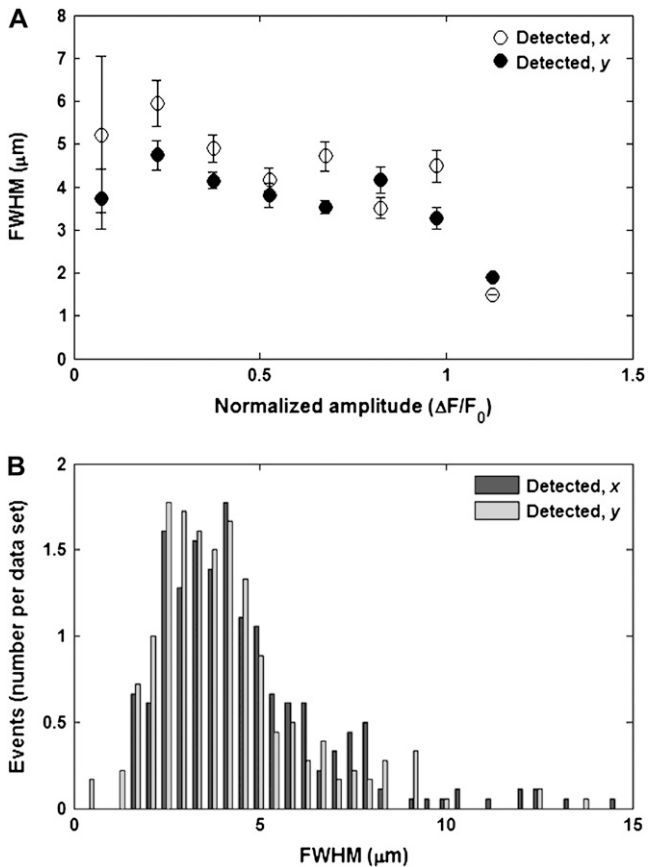 A
8
7
6
5
4
3
2
1
0
FWHM (μm)
Detected, x
Detected, y
0
0.5
1
1.5
Normalized amplitude (ΔF/F0)
B
2
1.5
1
0.5
0
Events (number per data set)
Detected, x
Detected, y
0
5
10
15
FWHM (μm)